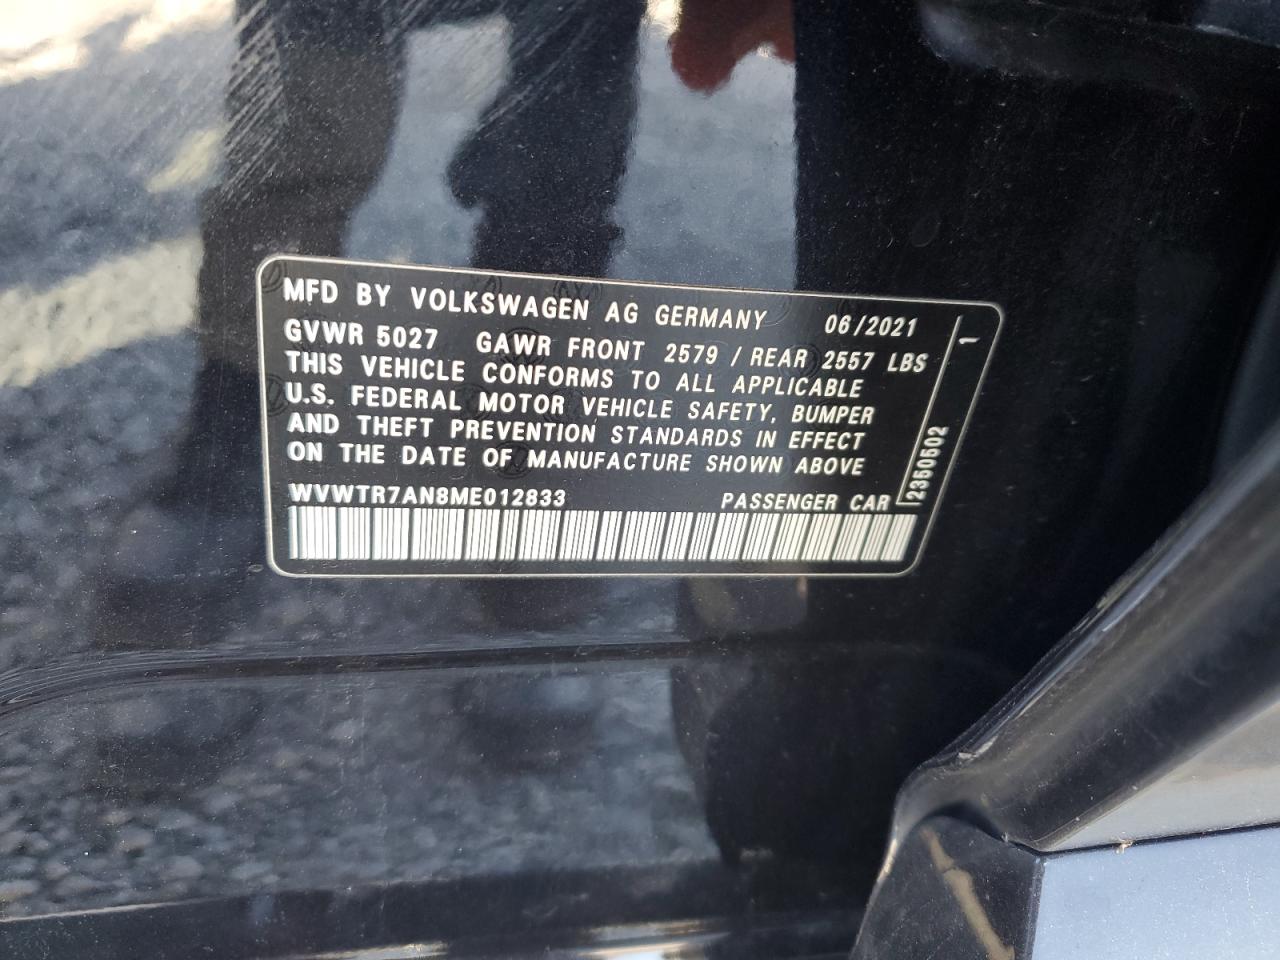 MFD BY VOLKSWAGEN AG GERMANY 06/2021
GVWR 5027 GAWR FRONT 2579 / REAR 2557 LBS
THIS VEHICLE CONFORMS TO ALL APPLICABLE
U.S. FEDERAL MOTOR VEHICLE SAFETY, BUMPER
AND THEFT PREVENTION STANDARDS IN EFFECT
ON THE DATE OF MANUFACTURE SHOWN ABOVE
WVWTR7AN8ME012833 PASSENGER CAR
2350502
1